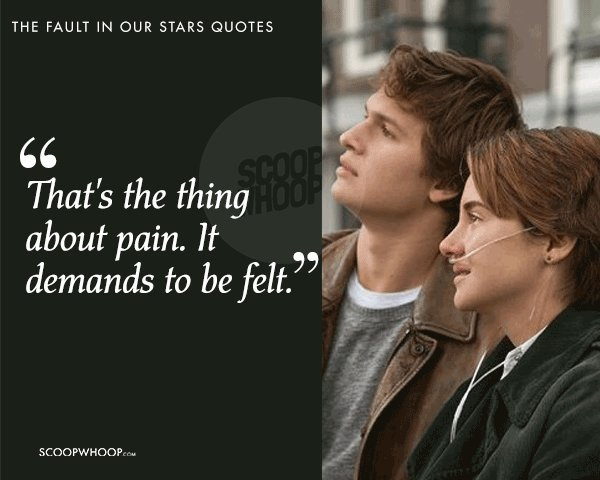 THE FAULT IN OUR STARS QUOTES
SCOOP
WHOOP
“That's the thing
about pain. It
demands to be felt.”
SCOOPWHOOP.COM